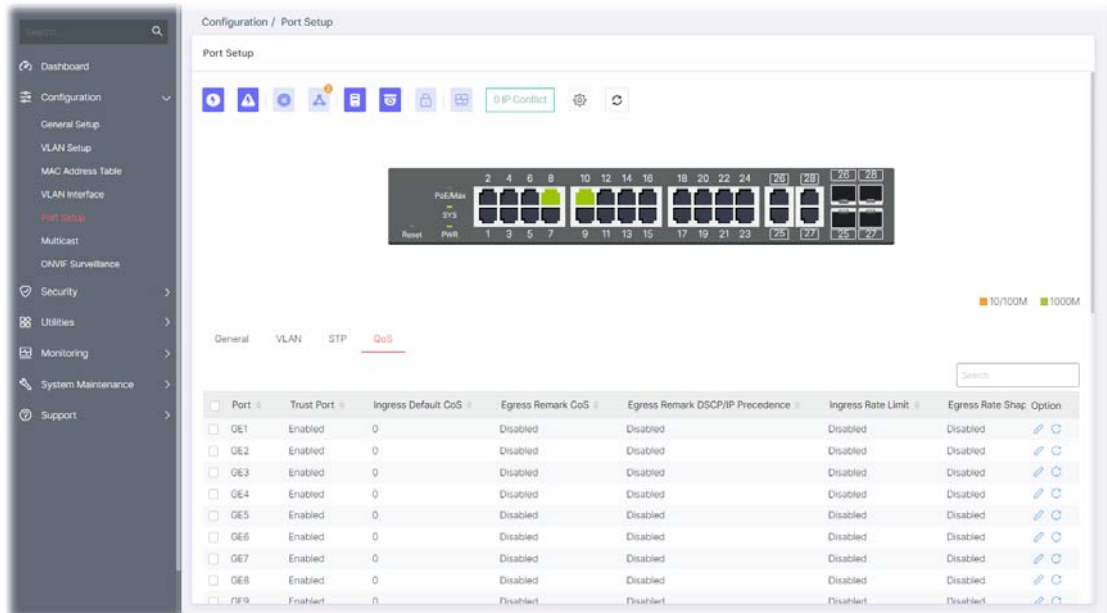 Search
Dashboard
Configuration
General Setup
VLAN Setup
MAC Address Table
VLAN Interface
Port Setup
Multicast
ONVIF Surveillance
Security
Utilities
Monitoring
System Maintenance
Support
Configuration / Port Setup
Port Setup
0 IP Conflict
2 4 6 8 10 12 14 16 18 20 22 24 26 28 26 28
PoE/Max
SYS
Reset PWR 1 3 5 7 9 11 13 15 17 19 21 23 25 27 25 27
10/100M 1000M
General VLAN STP QoS
Search
Port Trust Port Ingress Default CoS Egress Remark CoS Egress Remark DSCP/IP Precedence Ingress Rate Limit Egress Rate Shap Option
GE1 Enabled 0 Disabled Disabled Disabled Disabled
GE2 Enabled 0 Disabled Disabled Disabled Disabled
GE3 Enabled 0 Disabled Disabled Disabled Disabled
GE4 Enabled 0 Disabled Disabled Disabled Disabled
GE5 Enabled 0 Disabled Disabled Disabled Disabled
GE6 Enabled 0 Disabled Disabled Disabled Disabled
GE7 Enabled 0 Disabled Disabled Disabled Disabled
GE8 Enabled 0 Disabled Disabled Disabled Disabled
GE9 Enabled 0 Disabled Disabled Disabled Disabled